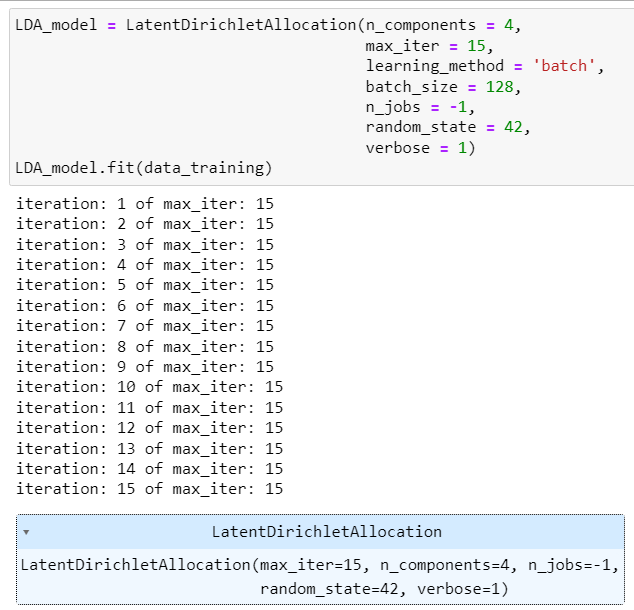 LDA_model = LatentDirichletAllocation(n_components = 4,
max_iter = 15,
learning_method = 'batch',
batch_size = 128,
n_jobs = -1,
random_state = 42,
verbose = 1)
LDA_model.fit(data_training)
iteration: 1 of max_iter: 15
iteration: 2 of max_iter: 15
iteration: 3 of max_iter: 15
iteration: 4 of max_iter: 15
iteration: 5 of max_iter: 15
iteration: 6 of max_iter: 15
iteration: 7 of max_iter: 15
iteration: 8 of max_iter: 15
iteration: 9 of max_iter: 15
iteration: 10 of max_iter: 15
iteration: 11 of max_iter: 15
iteration: 12 of max_iter: 15
iteration: 13 of max_iter: 15
iteration: 14 of max_iter: 15
iteration: 15 of max_iter: 15
LatentDirichletAllocation
LatentDirichletAllocation(max_iter=15, n_components=4, n_jobs=-1,
random_state=42, verbose=1)